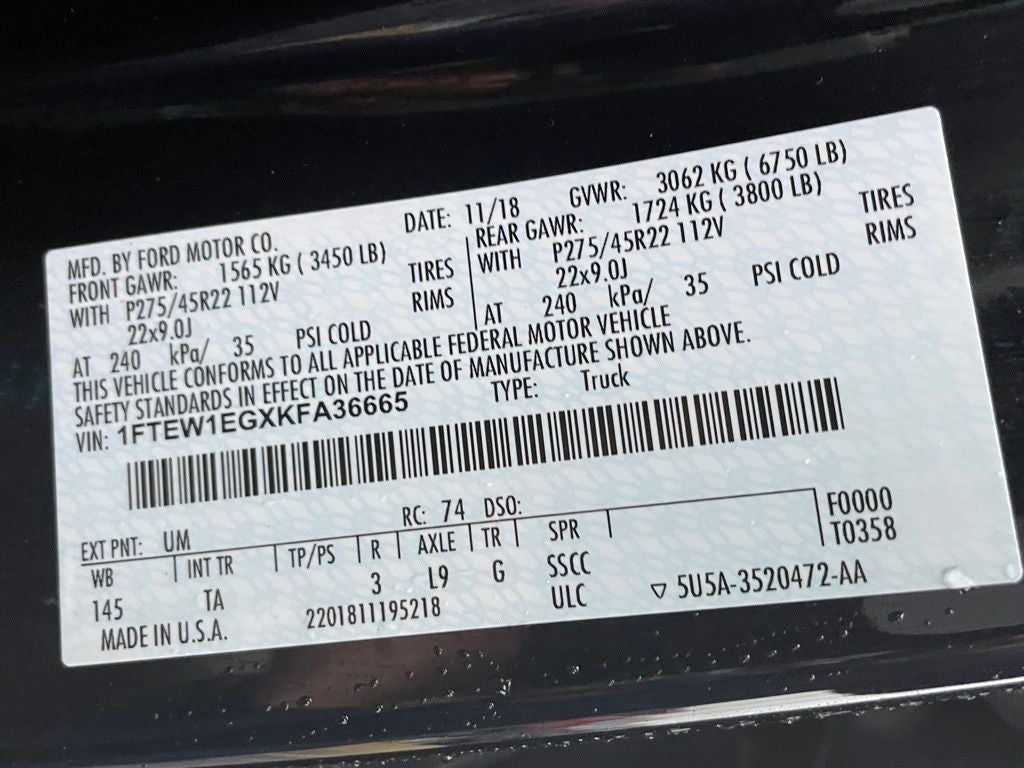 MFD. BY FORD MOTOR CO. DATE: 11/18 GVWR: 3062 KG ( 6750 LB)
FRONT GAWR: 1565 KG ( 3450 LB) REAR GAWR: 1724 KG ( 3800 LB)
WITH P275/45R22 112V TIRES WITH P275/45R22 112V TIRES
22x9.0J RIMS 22x9.0J RIMS
AT 240 kPa/ 35 PSI COLD AT 240 kPa/ 35 PSI COLD
THIS VEHICLE CONFORMS TO ALL APPLICABLE FEDERAL MOTOR VEHICLE
SAFETY STANDARDS IN EFFECT ON THE DATE OF MANUFACTURE SHOWN ABOVE.
VIN: 1FTEW1EGXKFA36665 TYPE: Truck
EXT PNT: UM RC: 74 DSO: F0000
WB INT TR TP/PS R AXLE TR SPR T0358
145 TA 3 L9 G SSCC
MADE IN U.S.A. 2201811195218 ULC ▽ 5U5A-3520472-AA